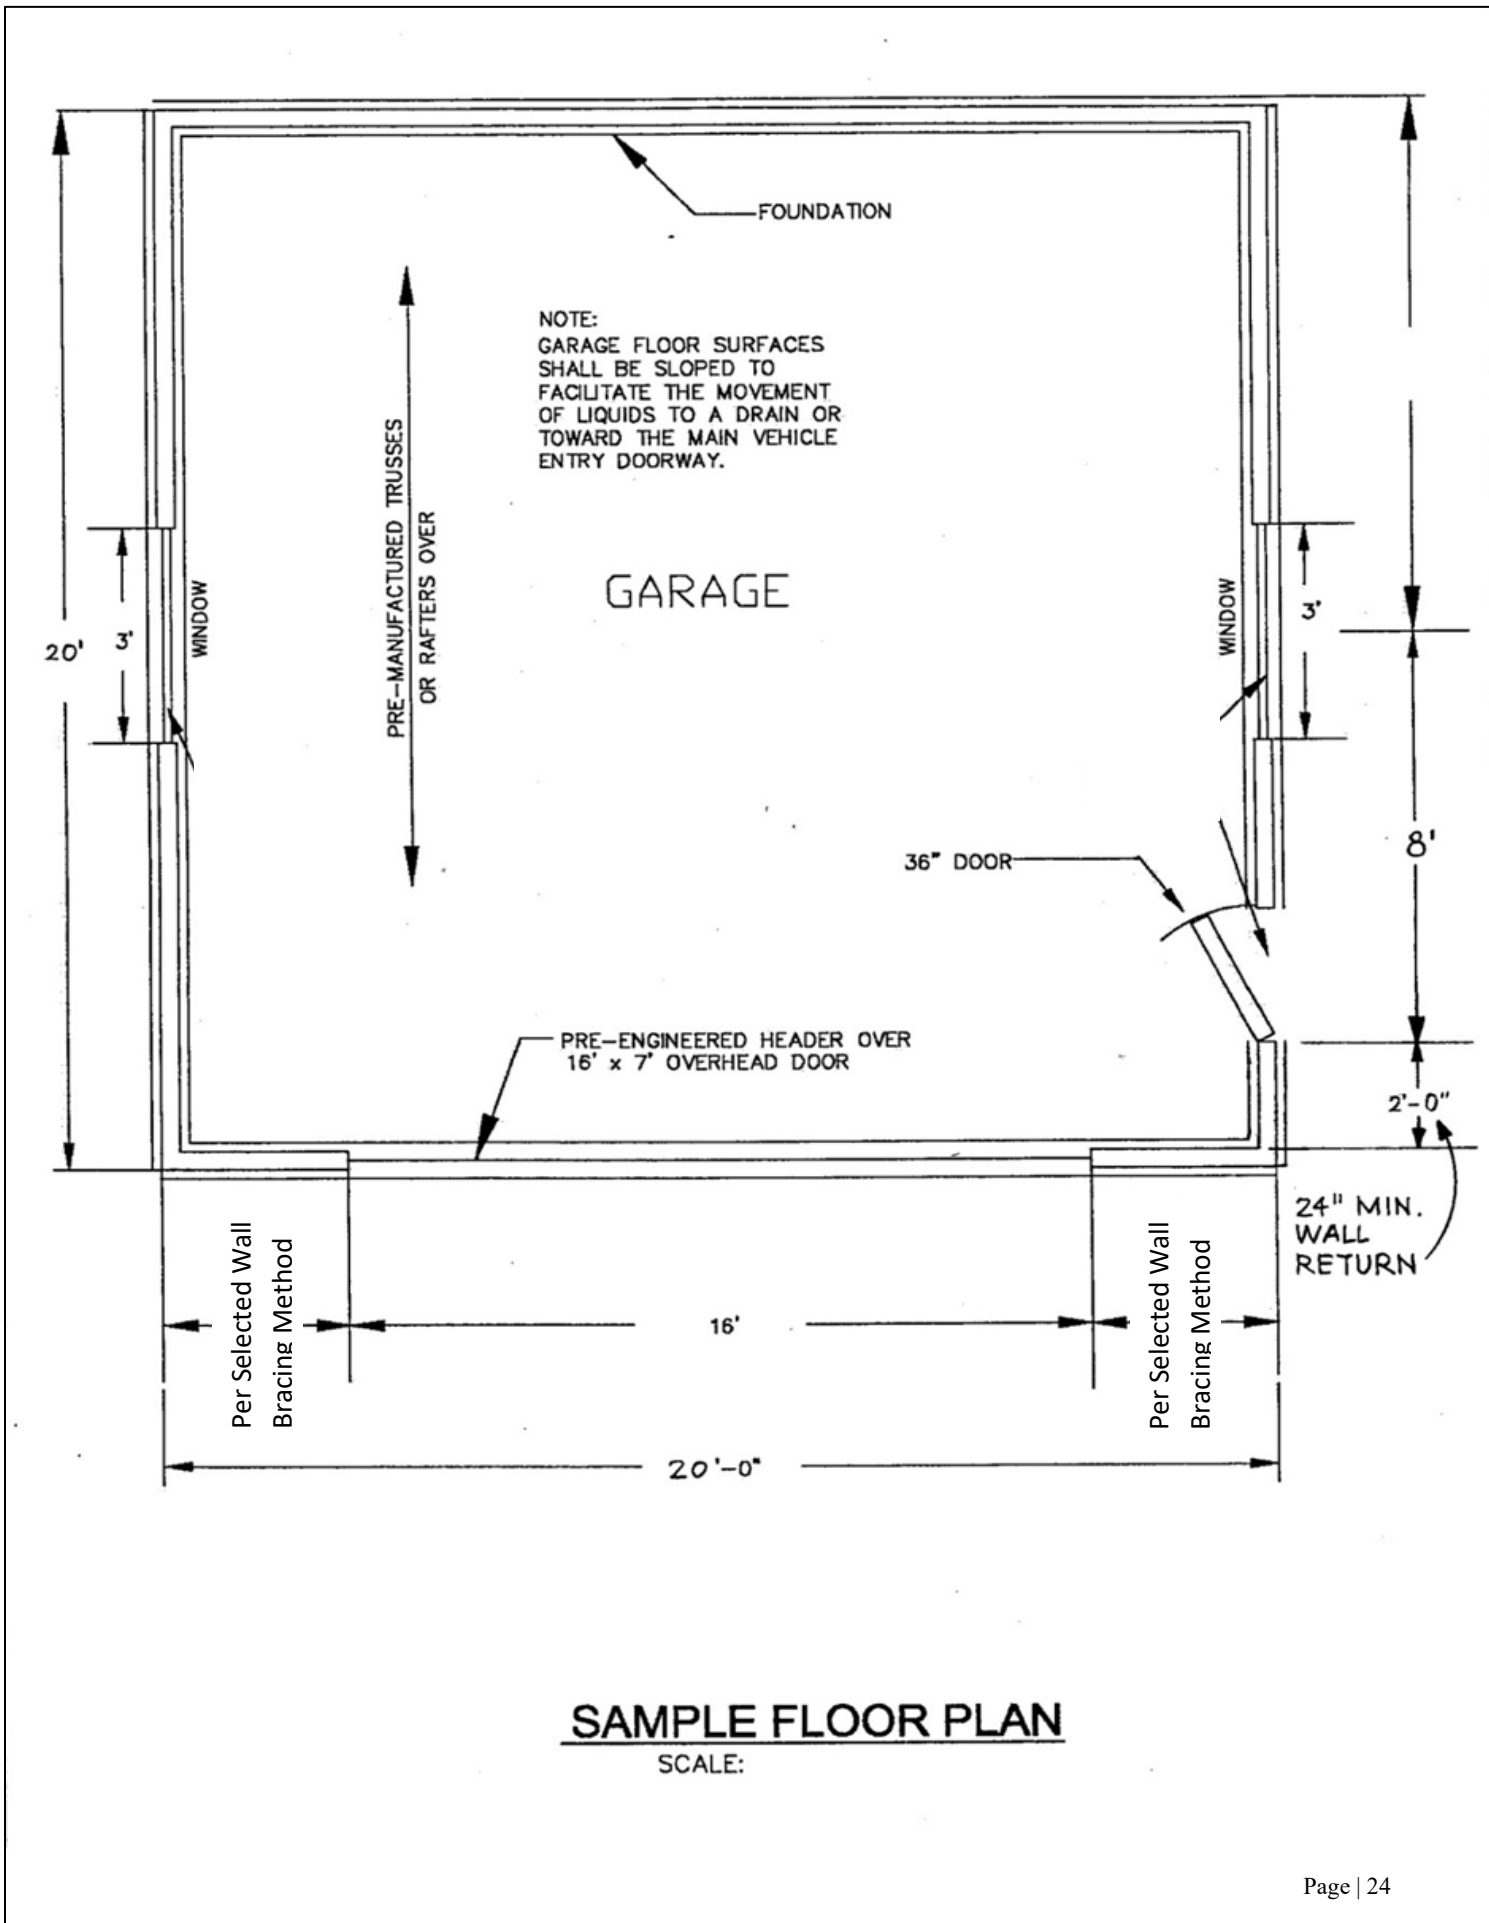 FOUNDATION
NOTE:
GARAGE FLOOR SURFACES
SHALL BE SLOPED TO
FACILITATE THE MOVEMENT
OF LIQUIDS TO A DRAIN OR
TOWARD THE MAIN VEHICLE
ENTRY DOORWAY.
PRE-MANUFACTURED TRUSSES
OR RAFTERS OVER
GARAGE
20'
3'
WINDOW
WINDOW
3'
8'
36" DOOR
PRE-ENGINEERED HEADER OVER
16' x 7' OVERHEAD DOOR
2'-0"
24" MIN.
WALL
RETURN
Per Selected Wall
Bracing Method
16'
Per Selected Wall
Bracing Method
20'-0"
SAMPLE FLOOR PLAN
SCALE:
Page | 24